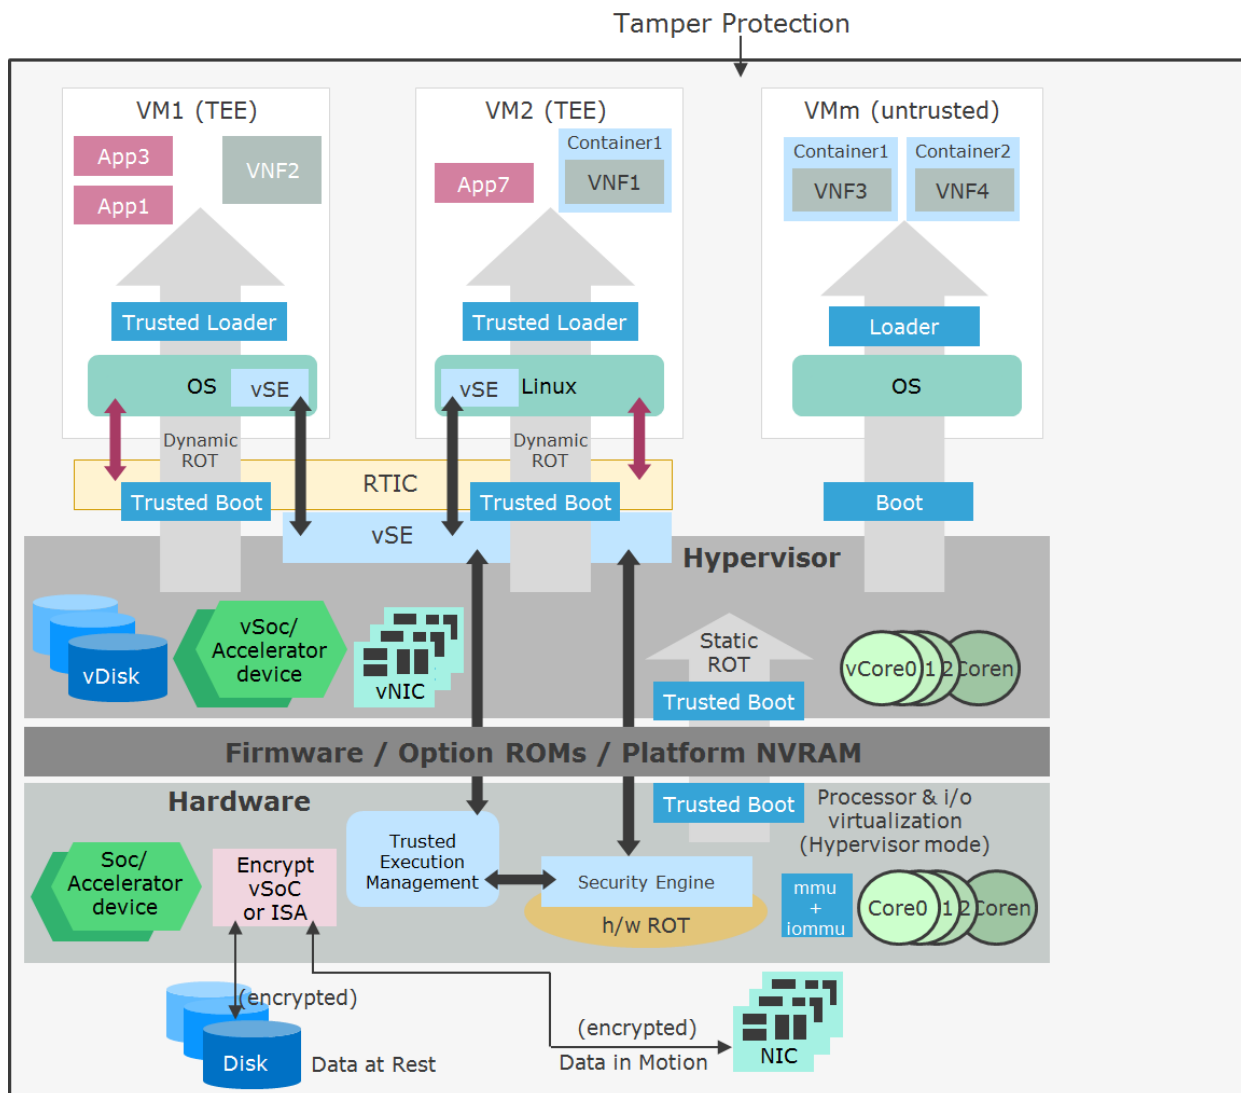 Tamper Protection
VM1 (TEE)
App3
App1
VNF2
Trusted Loader
OS
vSE
Dynamic
ROT
VM2 (TEE)
App7
Container1
VNF1
Trusted Loader
vSE
Linux
Dynamic
ROT
VMm (untrusted)
Container1
VNF3
Container2
VNF4
Loader
OS
RTIC
Trusted Boot
Trusted Boot
Boot
vSE
Hypervisor
vDisk
vSoc/
Accelerator
device
vNIC
Static
ROT
Trusted Boot
vCore0
1
2
Coren
Firmware / Option ROMs / Platform NVRAM
Hardware
Trusted Boot
Processor & i/o
virtualization
(Hypervisor mode)
Soc/
Accelerator
device
Encrypt
vSoC
or ISA
Trusted
Execution
Management
Security Engine
h/w ROT
mmu
+
iommu
Core0
1
2
Coren
(encrypted)
Disk
Data at Rest
(encrypted)
Data in Motion
NIC